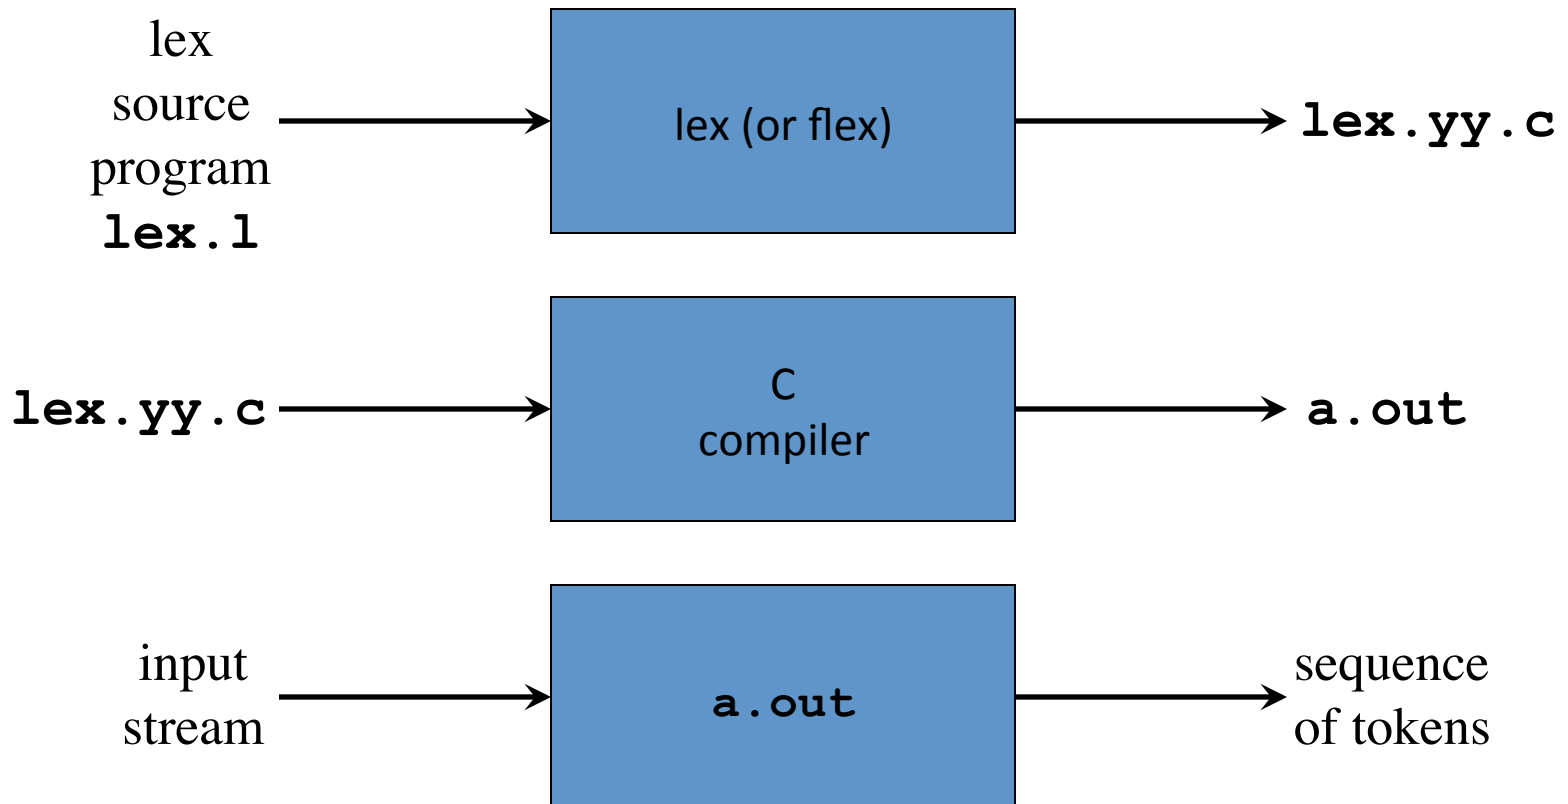 lex
source
program
lex.l
lex (or flex)
lex.yy.c
lex.yy.c
C
compiler
a.out
input
stream
a.out
sequence
of tokens